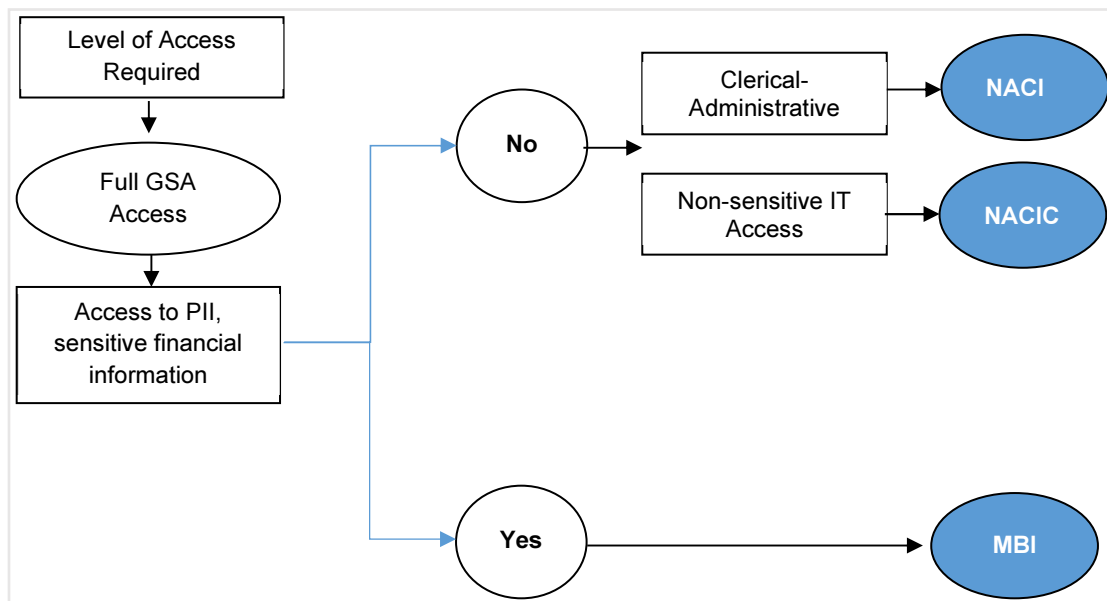 Level of Access
Required
Full GSA
Access
Access to PII,
sensitive financial
information
No
Clerical-
Administrative
NACI
Non-sensitive IT
Access
NACIC
Yes
MBI